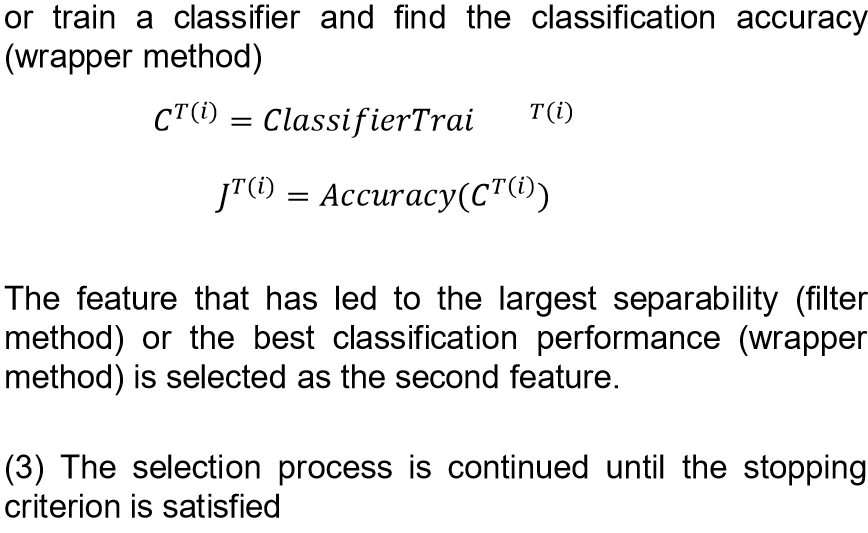 or train a classifier and find the classification accuracy
(wrapper method)
C^{T(i)} = ClassifierTrai T(i)
J^{T(i)} = Accuracy(C^{T(i)})
The feature that has led to the largest separability (filter
method) or the best classification performance (wrapper
method) is selected as the second feature.
(3) The selection process is continued until the stopping
criterion is satisfied